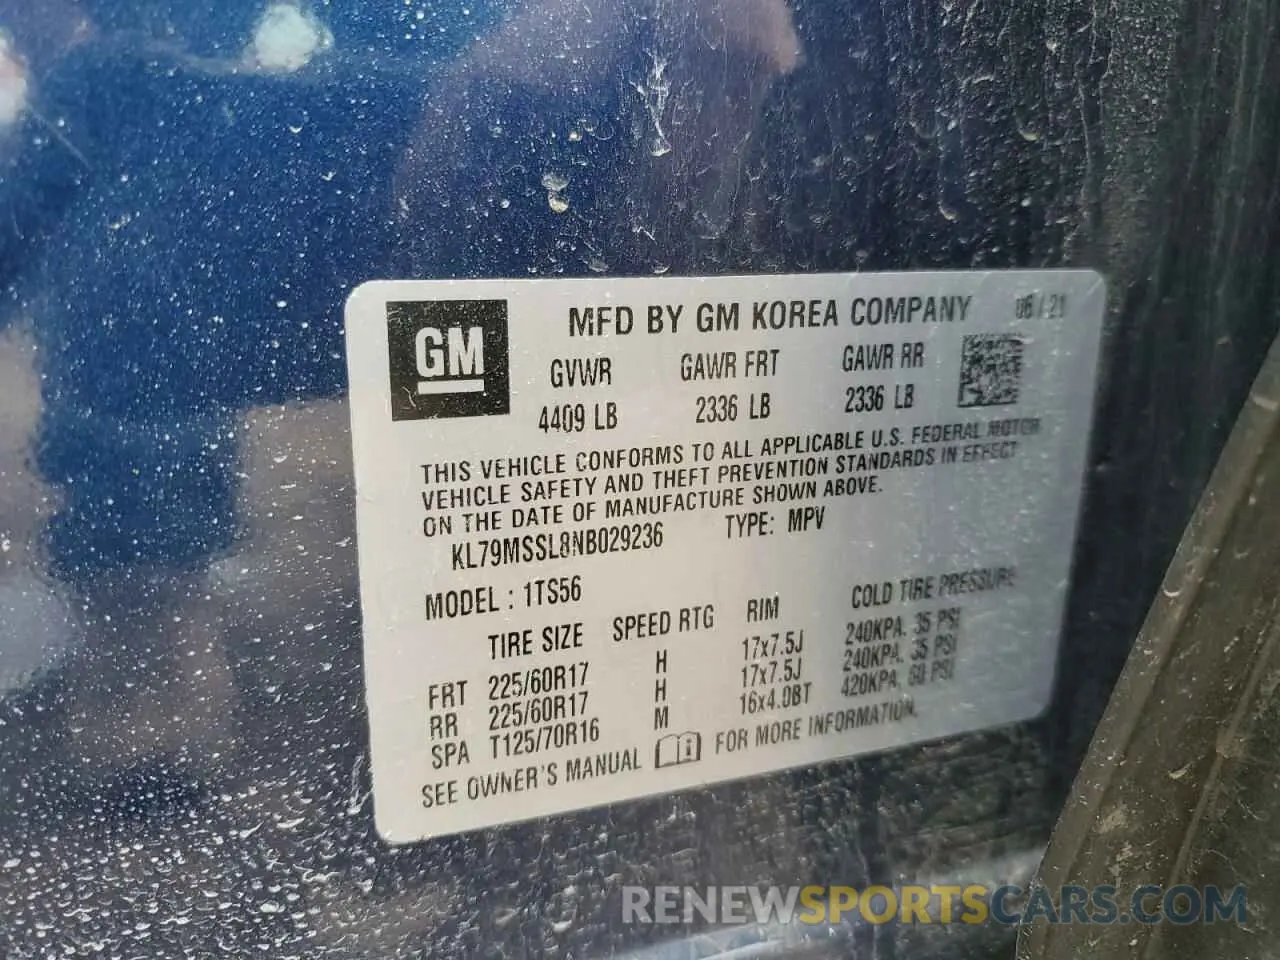 GM
MFD BY GM KOREA COMPANY 06/21
GVWR GAWR FRT GAWR RR
4409 LB 2336 LB 2336 LB
THIS VEHICLE CONFORMS TO ALL APPLICABLE U.S. FEDERAL MOTOR
VEHICLE SAFETY AND THEFT PREVENTION STANDARDS IN EFFECT
ON THE DATE OF MANUFACTURE SHOWN ABOVE.
KL79MSSL8NB029236 TYPE: MPV
MODEL : 1TS56
TIRE SIZE SPEED RTG RIM COLD TIRE PRESSURE
FRT 225/60R17 H 17x7.5J 240KPA, 35 PSI
RR 225/60R17 H 17x7.5J 240KPA, 35 PSI
SPA T125/70R16 M 16x4.0BT 420KPA, 60 PSI
SEE OWNER'S MANUAL FOR MORE INFORMATION.
RENEWSPORTSCARS.COM